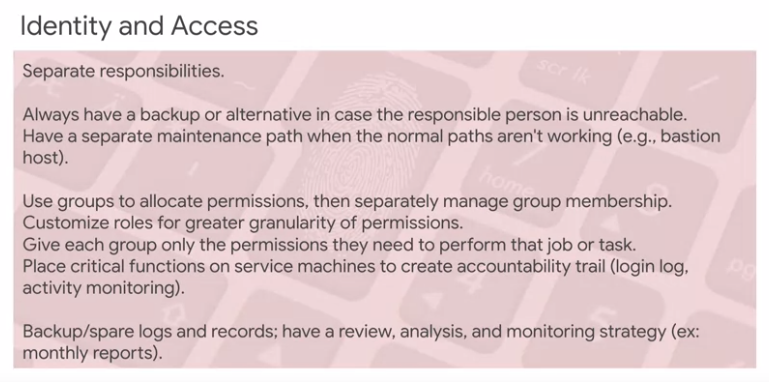 Identity and Access
Separate responsibilities.
Always have a backup or alternative in case the responsible person is unreachable.
Have a separate maintenance path when the normal paths aren't working (e.g., bastion
host).
Use groups to allocate permissions, then separately manage group membership.
Customize roles for greater granularity of permissions.
Give each group only the permissions they need to perform that job or task.
Place critical functions on service machines to create accountability trail (login log,
activity monitoring).
Backup/spare logs and records; have a review, analysis, and monitoring strategy (ex:
monthly reports).
scr lk
home
pg